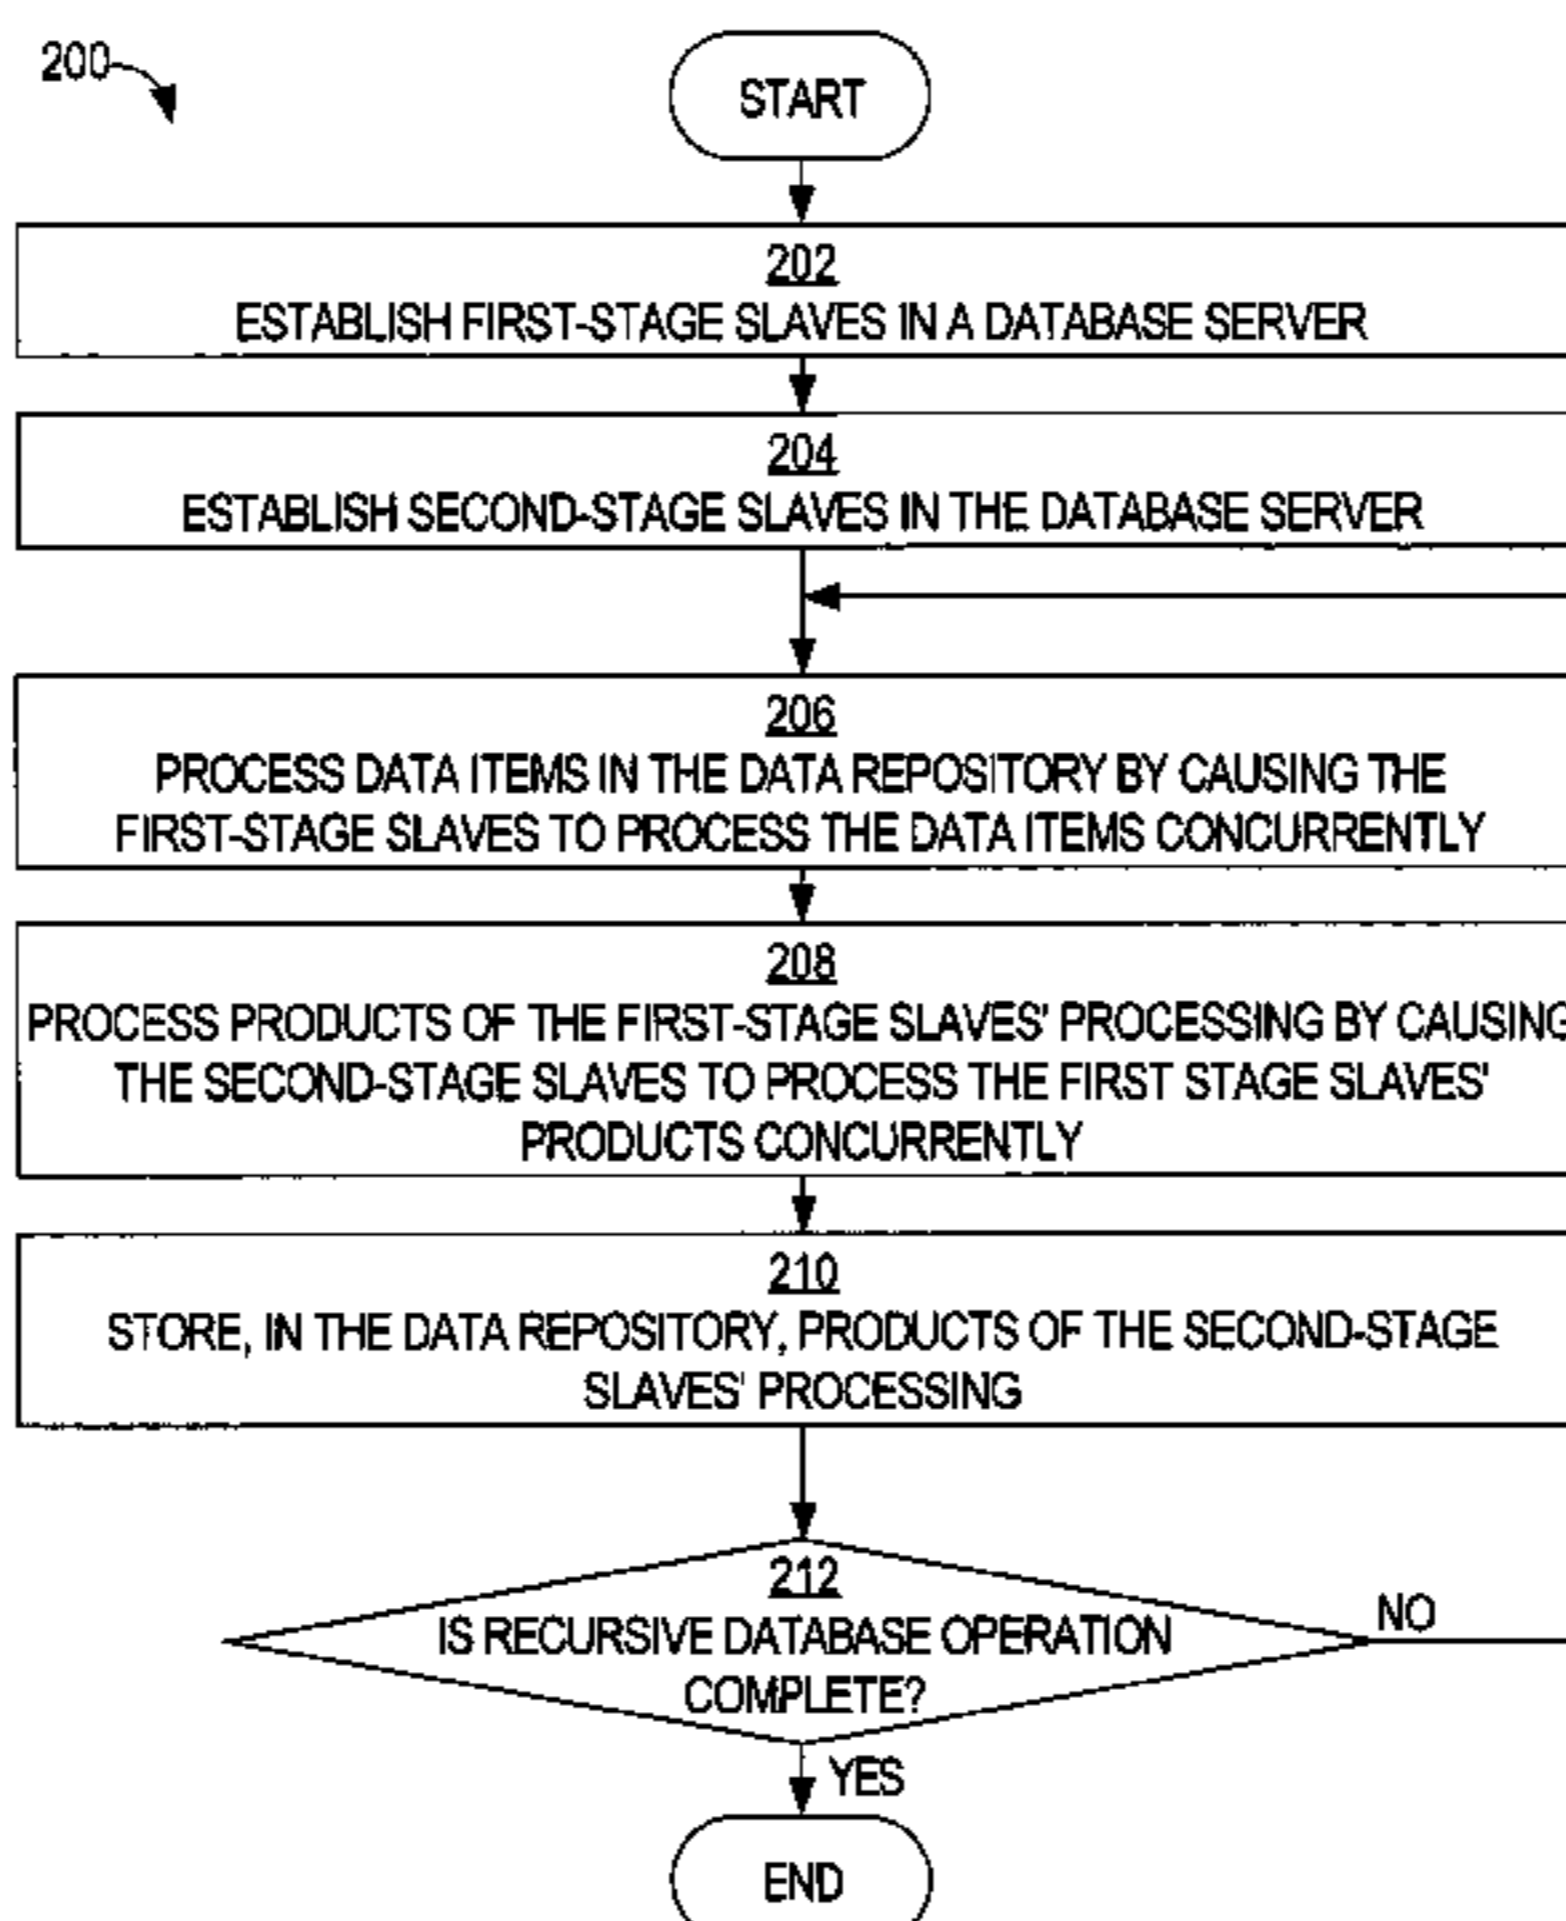 200
START
202
ESTABLISH FIRST-STAGE SLAVES IN A DATABASE SERVER
204
ESTABLISH SECOND-STAGE SLAVES IN THE DATABASE SERVER
206
PROCESS DATA ITEMS IN THE DATA REPOSITORY BY CAUSING THE
FIRST-STAGE SLAVES TO PROCESS THE DATA ITEMS CONCURRENTLY
208
PROCESS PRODUCTS OF THE FIRST-STAGE SLAVES' PROCESSING BY CAUSING
THE SECOND-STAGE SLAVES TO PROCESS THE FIRST STAGE SLAVES'
PRODUCTS CONCURRENTLY
210
STORE, IN THE DATA REPOSITORY, PRODUCTS OF THE SECOND-STAGE
SLAVES' PROCESSING
212
IS RECURSIVE DATABASE OPERATION
COMPLETE?
NO
YES
END